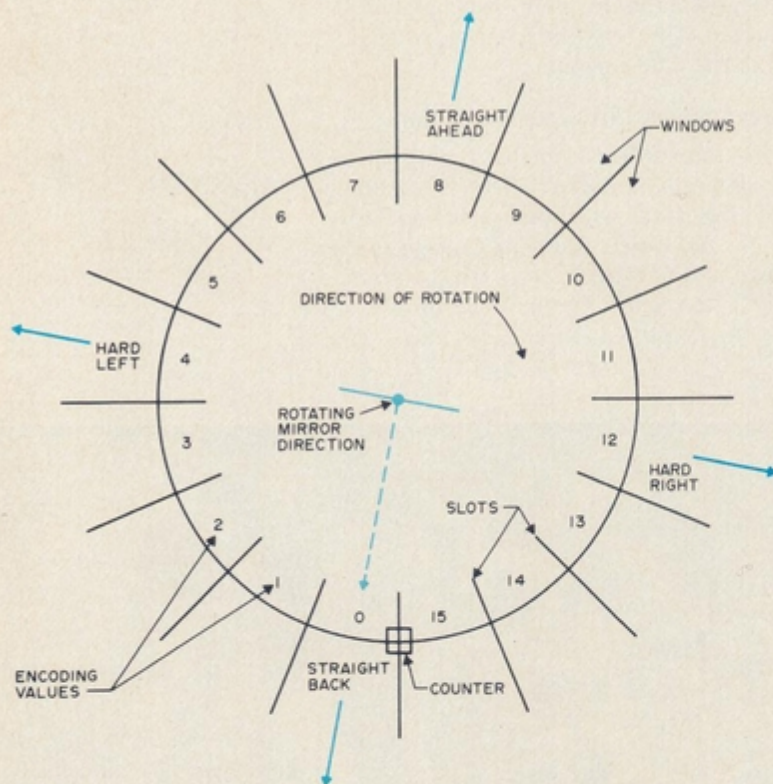 STRAIGHT
AHEAD
WINDOWS
7
8
6
9
5
10
DIRECTION OF ROTATION
HARD
LEFT
4
11
ROTATING
MIRROR
DIRECTION
3
12
HARD
RIGHT
SLOTS
2
13
1
14
0
15
STRAIGHT
BACK
ENCODING
VALUES
COUNTER